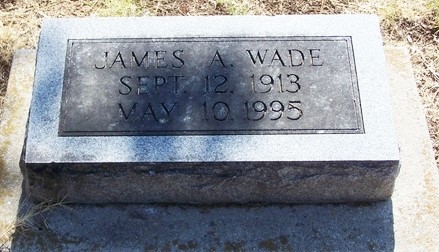 JAMES A. WADE
SEPT. 12, 1913
MAY 10, 1995